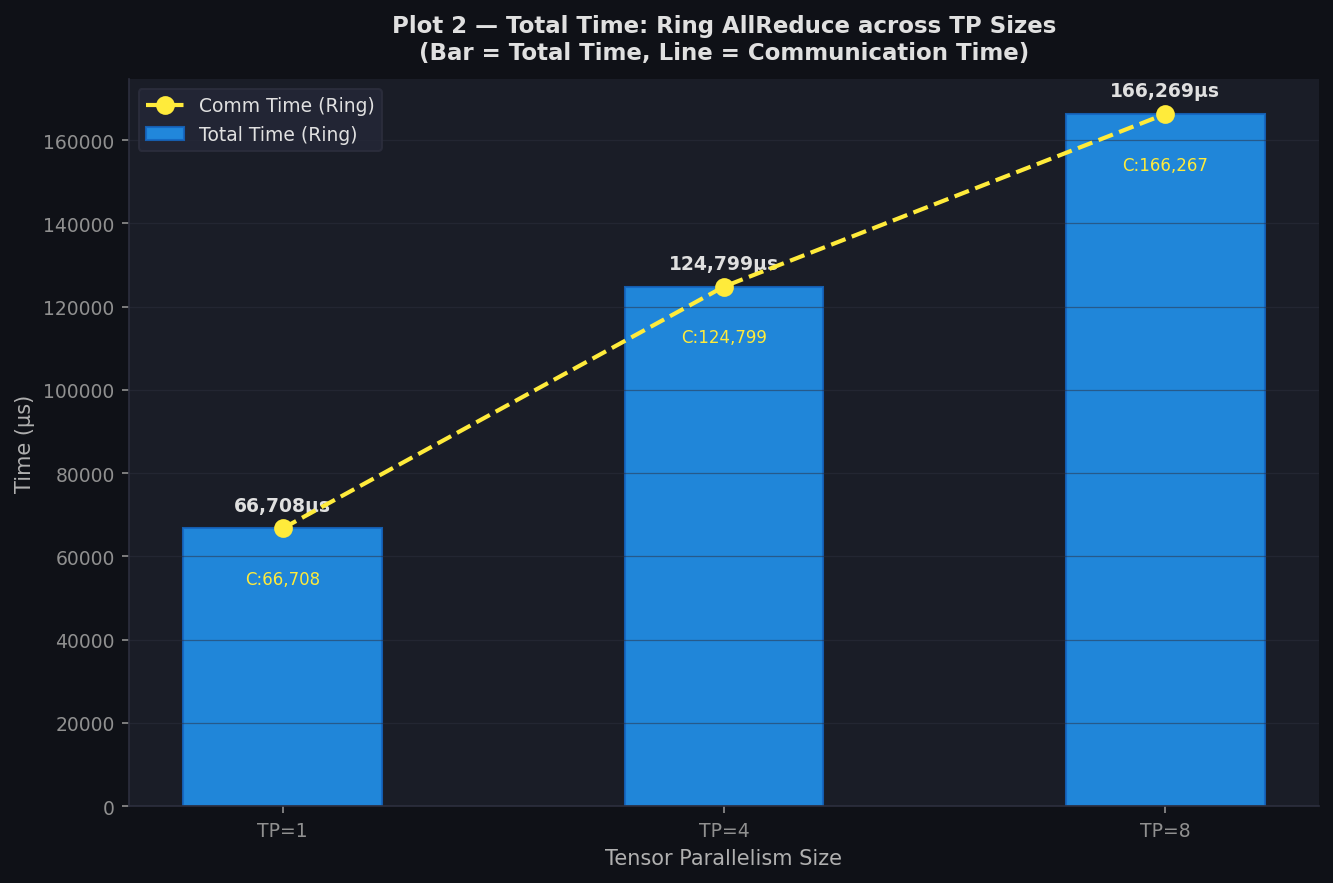 Plot 2 — Total Time: Ring AllReduce across TP Sizes
(Bar = Total Time, Line = Communication Time)
Comm Time (Ring)
Total Time (Ring)
Time (µs)
160000
140000
120000
100000
80000
60000
40000
20000
0
66,708µs
C:66,708
124,799µs
C:124,799
166,269µs
C:166,267
TP=1
TP=4
TP=8
Tensor Parallelism Size